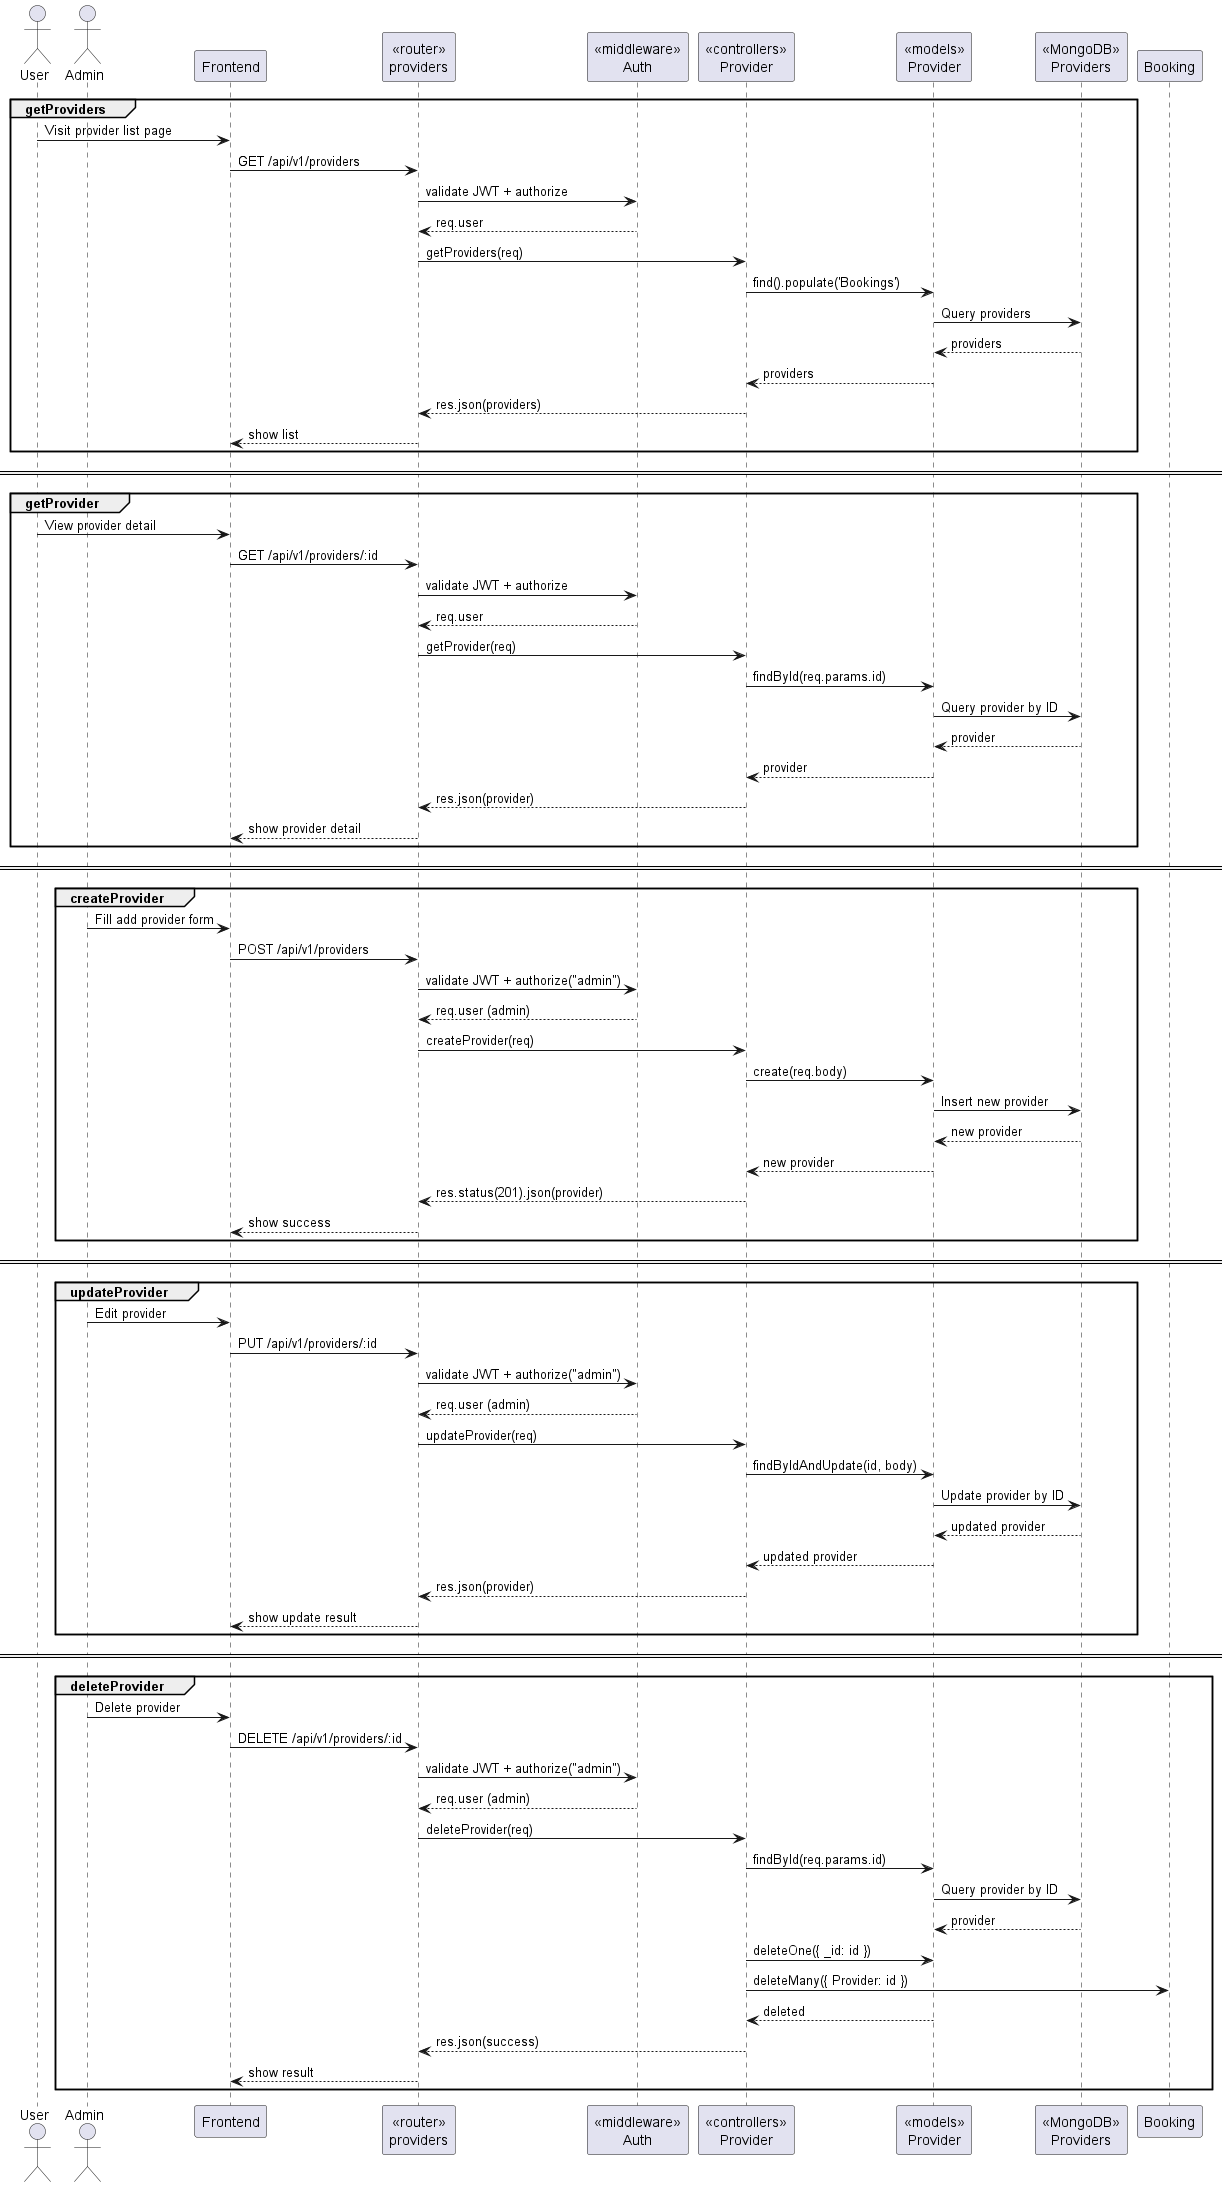 User
Admin
Frontend
«router»
providers
«middleware»
Auth
«controllers»
Provider
«models»
Provider
«MongoDB»
Providers
Booking
getProviders
Visit provider list page
GET /api/v1/providers
validate JWT + authorize
req.user
getProviders(req)
find().populate('Bookings')
Query providers
providers
providers
res.json(providers)
show list
getProvider
View provider detail
GET /api/v1/providers/:id
validate JWT + authorize
req.user
getProvider(req)
findById(req.params.id)
Query provider by ID
provider
provider
res.json(provider)
show provider detail
createProvider
Fill add provider form
POST /api/v1/providers
validate JWT + authorize("admin")
req.user (admin)
createProvider(req)
create(req.body)
Insert new provider
new provider
new provider
res.status(201).json(provider)
show success
updateProvider
Edit provider
PUT /api/v1/providers/:id
validate JWT + authorize("admin")
req.user (admin)
updateProvider(req)
findByIdAndUpdate(id, body)
Update provider by ID
updated provider
updated provider
res.json(provider)
show update result
deleteProvider
Delete provider
DELETE /api/v1/providers/:id
validate JWT + authorize("admin")
req.user (admin)
deleteProvider(req)
findById(req.params.id)
Query provider by ID
provider
deleteOne({ _id: id })
deleteMany({ Provider: id })
deleted
res.json(success)
show result
User
Admin
Frontend
«router»
providers
«middleware»
Auth
«controllers»
Provider
«models»
Provider
«MongoDB»
Providers
Booking